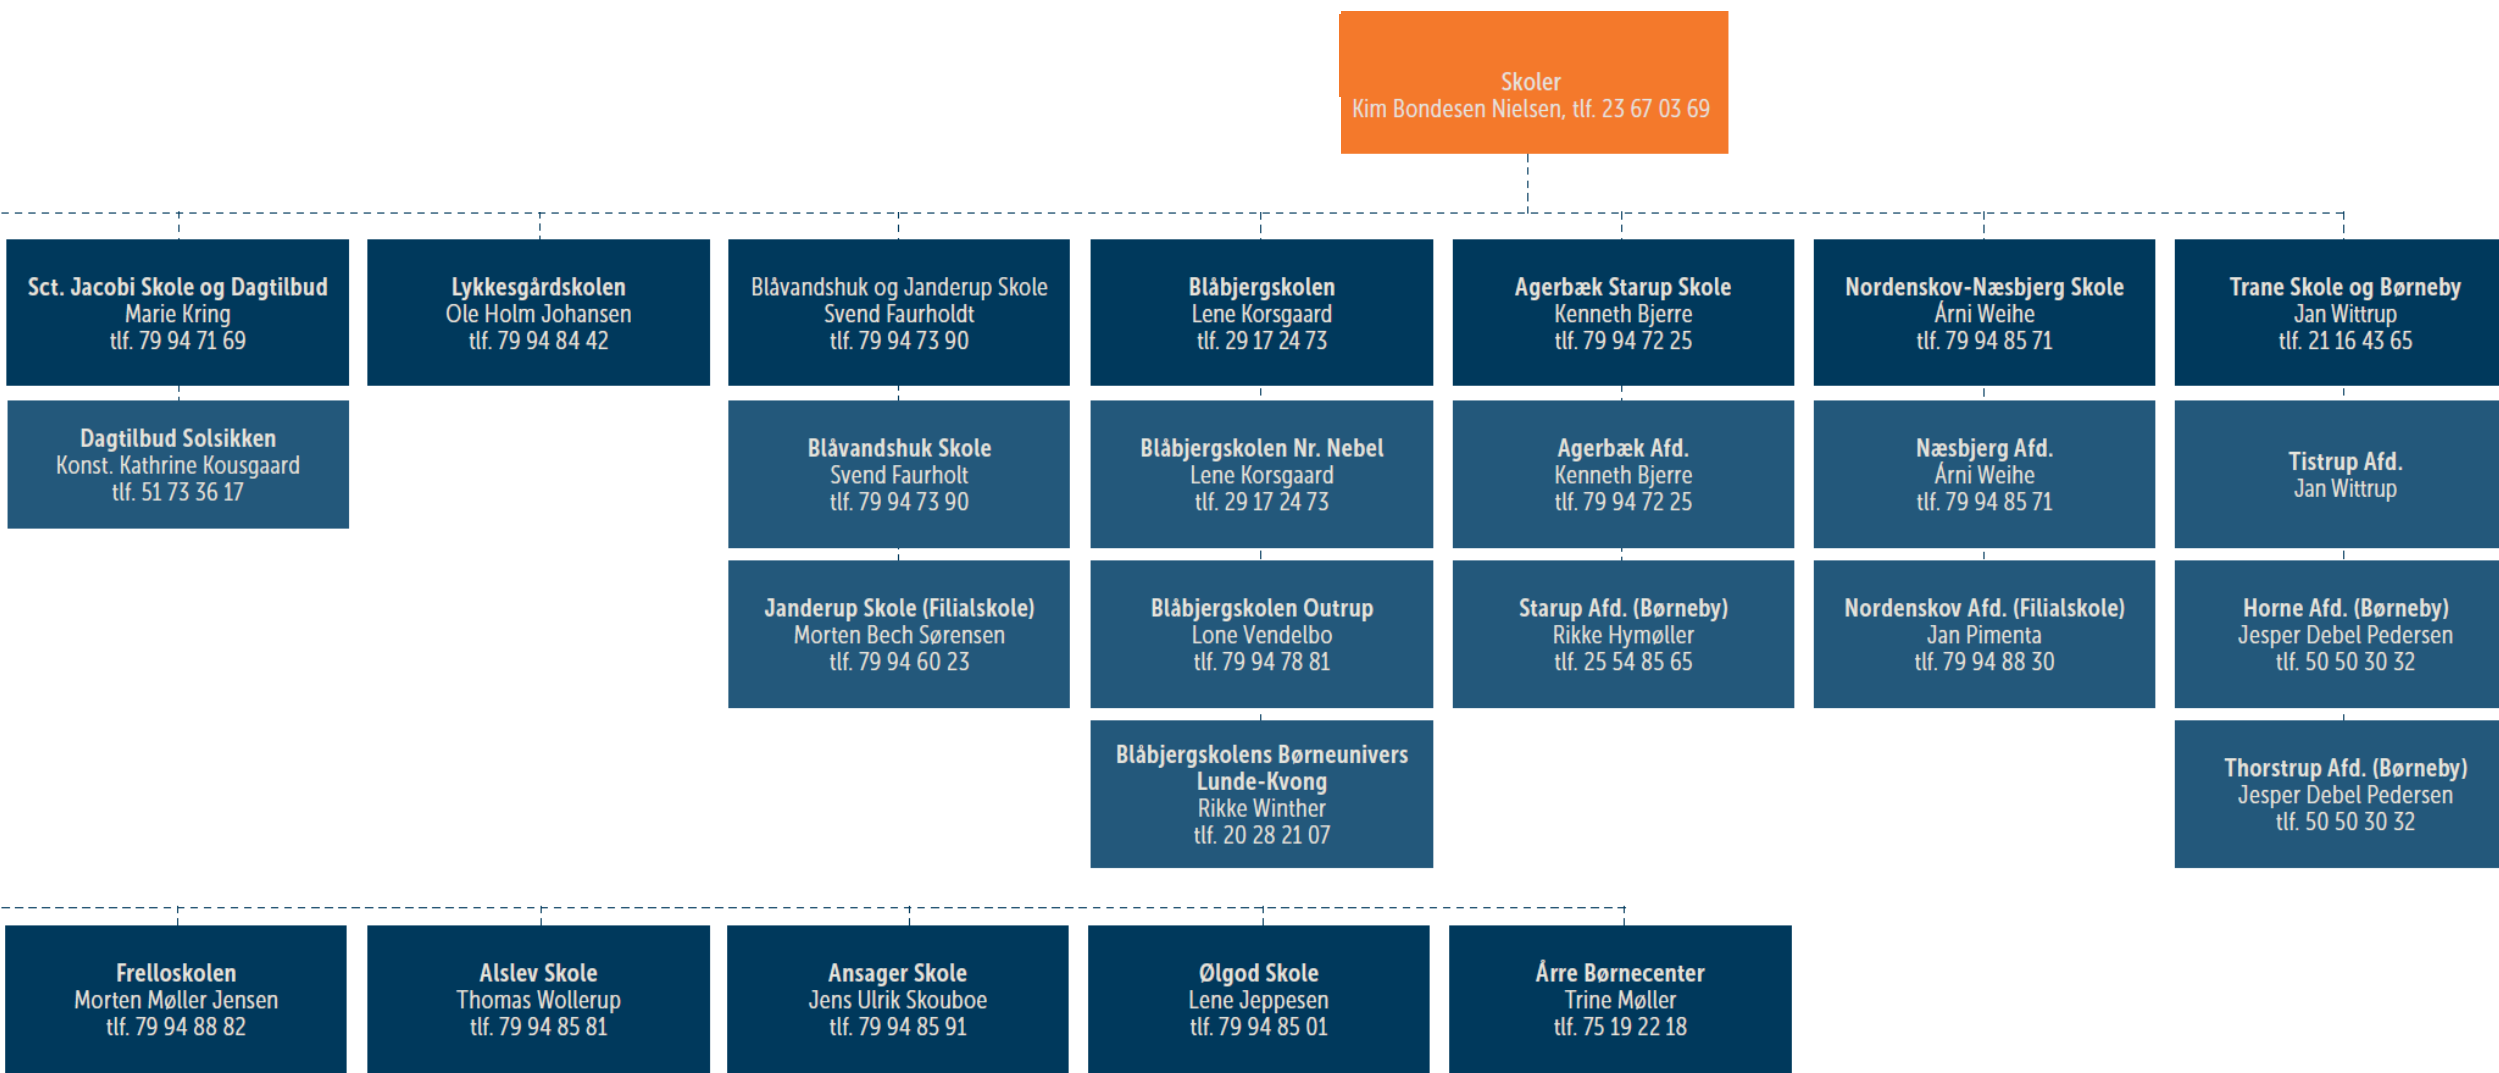 Skoler
Kim Bondesen Nielsen, tlf. 23 67 03 69
Sct. Jacobi Skole og Dagtilbud
Marie Kring
tlf. 79 94 71 69
Lykkesgårdskolen
Ole Holm Johansen
tlf. 79 94 84 42
Blåvandshuk og Janderup Skole
Svend Faurholdt
tlf. 79 94 73 90
Blåbjergskolen
Lene Korsgaard
tlf. 29 17 24 73
Agerbæk Starup Skole
Kenneth Bjerre
tlf. 79 94 72 25
Nordenskov-Næsbjerg Skole
Árni Weihe
tlf. 79 94 85 71
Trane Skole og Børneby
Jan Wittrup
tlf. 21 16 43 65
Dagtilbud Solsikken
Konst. Kathrine Kousgaard
tlf. 51 73 36 17
Blåvandshuk Skole
Svend Faurholt
tlf. 79 94 73 90
Blåbjergskolen Nr. Nebel
Lene Korsgaard
tlf. 29 17 24 73
Agerbæk Afd.
Kenneth Bjerre
tlf. 79 94 72 25
Næsbjerg Afd.
Árni Weihe
tlf. 79 94 85 71
Tistrup Afd.
Jan Wittrup
Janderup Skole (Filialskole)
Morten Bech Sørensen
tlf. 79 94 60 23
Blåbjergskolen Outrup
Lone Vendelbo
tlf. 79 94 78 81
Starup Afd. (Børneby)
Rikke Hymøller
tlf. 25 54 85 65
Nordenskov Afd. (Filialskole)
Jan Pimenta
tlf. 79 94 88 30
Horne Afd. (Børneby)
Jesper Debel Pedersen
tlf. 50 50 30 32
Blåbjergskolens Børneunivers
Lunde-Kvong
Rikke Winther
tlf. 20 28 21 07
Thorstrup Afd. (Børneby)
Jesper Debel Pedersen
tlf. 50 50 30 32
Frelloskolen
Morten Møller Jensen
tlf. 79 94 88 82
Alslev Skole
Thomas Wollerup
tlf. 79 94 85 81
Ansager Skole
Jens Ulrik Skouboe
tlf. 79 94 85 91
Ølgod Skole
Lene Jeppesen
tlf. 79 94 85 01
Årre Børnecenter
Trine Møller
tlf. 75 19 22 18